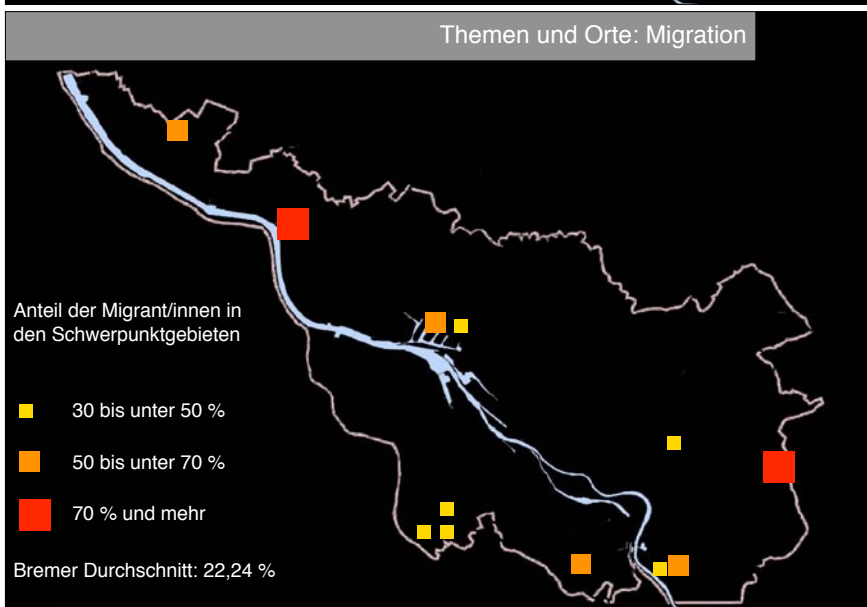 Themen und Orte: Migration
Anteil der Migrant/innen in
den Schwerpunktgebieten
30 bis unter 50 %
50 bis unter 70 %
70 % und mehr
Bremer Durchschnitt: 22,24 %